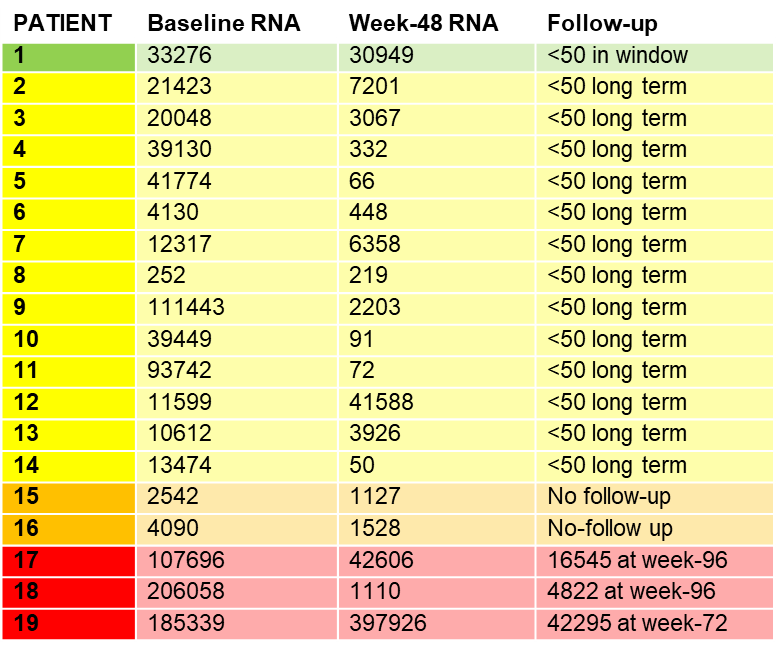 PATIENT Baseline RNA Week-48 RNA Follow-up
1 33276 30949 <50 in window
2 21423 7201 <50 long term
3 20048 3067 <50 long term
4 39130 332 <50 long term
5 41774 66 <50 long term
6 4130 448 <50 long term
7 12317 6358 <50 long term
8 252 219 <50 long term
9 111443 2203 <50 long term
10 39449 91 <50 long term
11 93742 72 <50 long term
12 11599 41588 <50 long term
13 10612 3926 <50 long term
14 13474 50 <50 long term
15 2542 1127 No follow-up
16 4090 1528 No-follow up
17 107696 42606 16545 at week-96
18 206058 1110 4822 at week-96
19 185339 397926 42295 at week-72